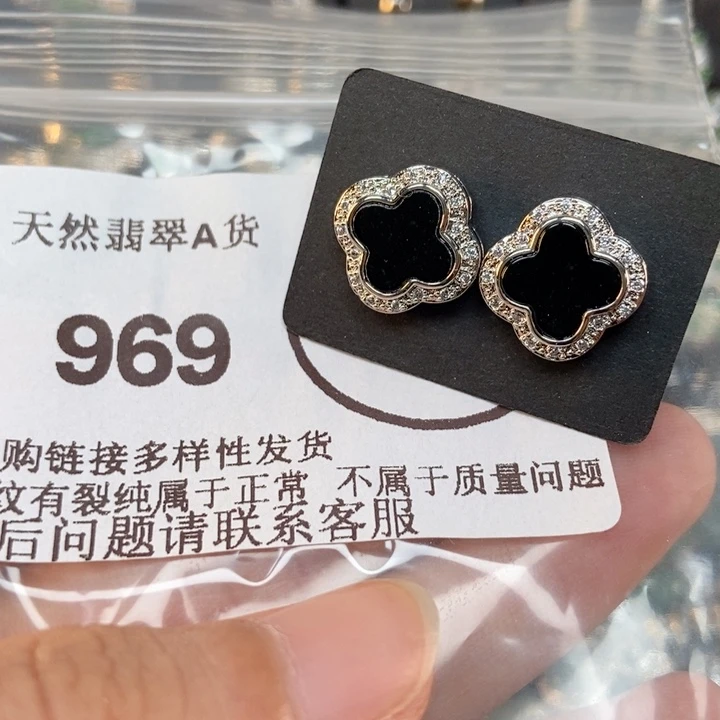 天然翡翠A货
969
购链接多样性发货
纹有裂纯属于正常 不属于质量问题
后问题请联系客服